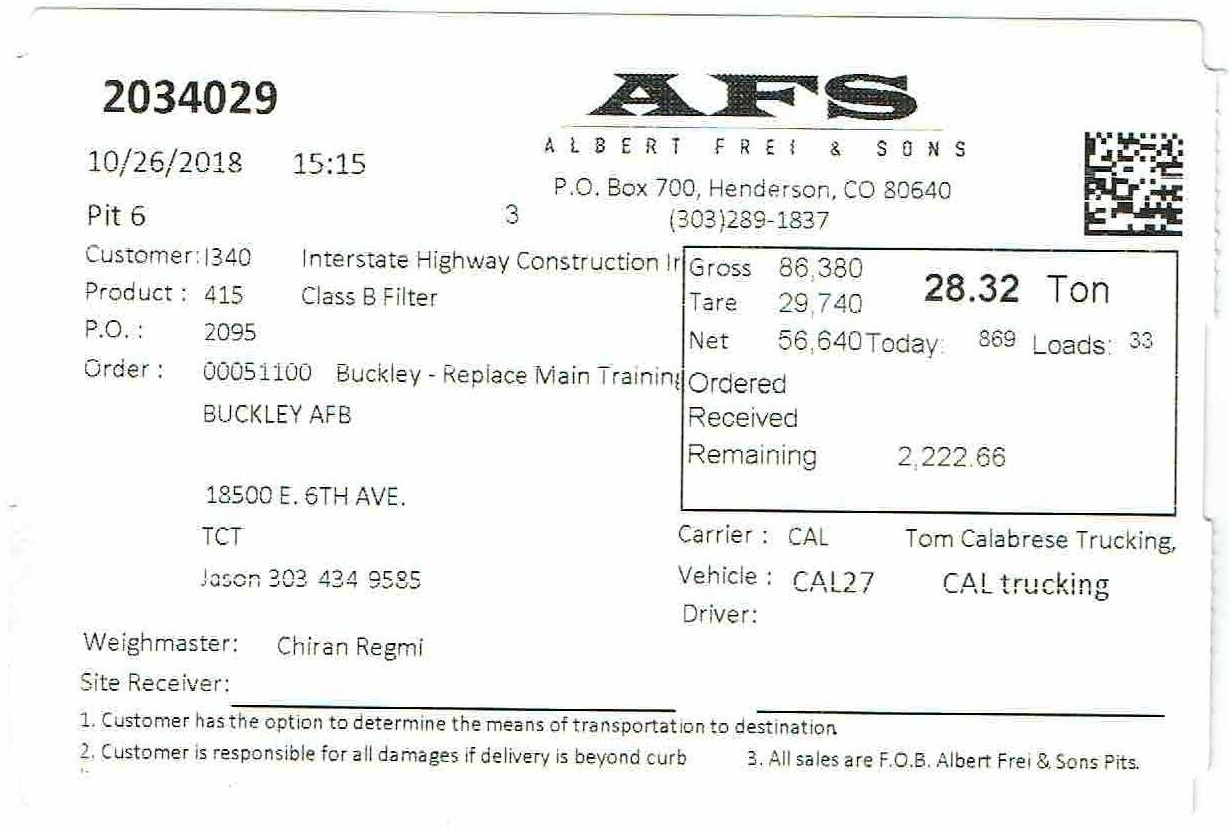 2034029
AFS
ALBERT FREI & SONS
10/26/2018 15:15
P.O. Box 700, Henderson, CO 80640
Pit 6 3 (303)289-1837
Customer: I340 Interstate Highway Construction Ir
Product : 415 Class B Filter
P.O. : 2095
Order : 00051100 Buckley - Replace Main Training
BUCKLEY AFB
18500 E. 6TH AVE.
TCT
Jason 303 434 9585
Gross 86,380 28.32 Ton
Tare 29,740
Net 56,640 Today: 869 Loads: 33
Ordered
Received
Remaining 2,222.66
Carrier : CAL Tom Calabrese Trucking,
Vehicle : CAL27 CAL trucking
Driver:
Weighmaster: Chiran Regmi
Site Receiver:
1. Customer has the option to determine the means of transportation to destination
2. Customer is responsible for all damages if delivery is beyond curb 3. All sales are F.O.B. Albert Frei & Sons Pits.